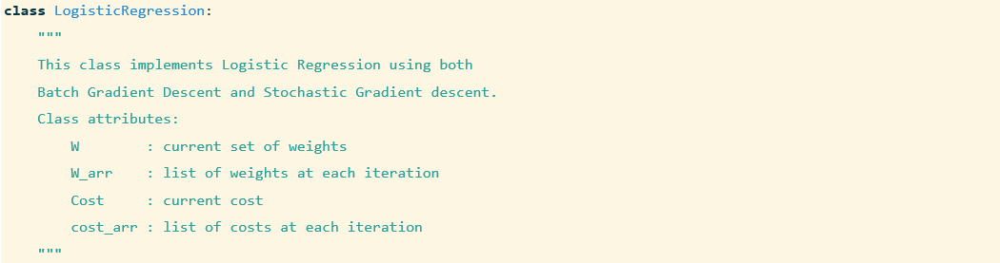 class LogisticRegression:
    """
    This class implements Logistic Regression using both
    Batch Gradient Descent and Stochastic Gradient descent.
    Class attributes:
        W        : current set of weights
        W_arr    : list of weights at each iteration
        Cost     : current cost
        cost_arr : list of costs at each iteration
    """